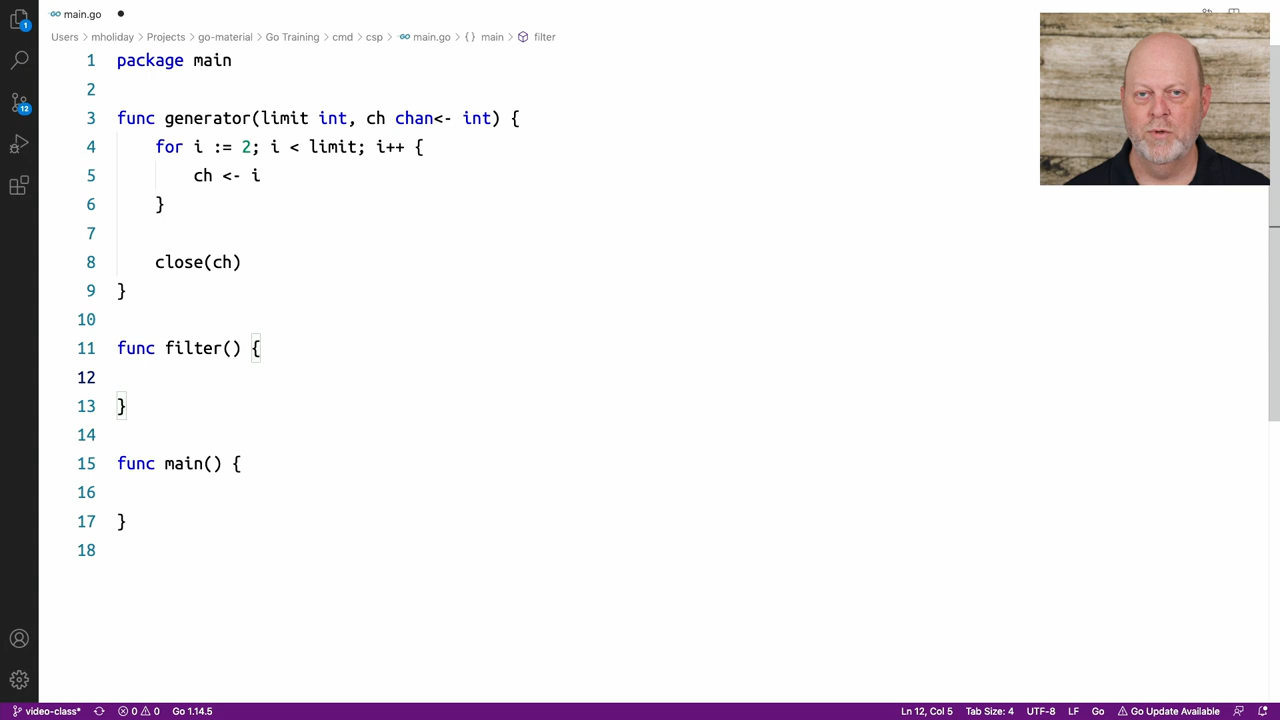 main.go
Users mholiday Projects go-material Go Training cmd csp main.go {} main filter
1 package main
2
3 func generator(limit int, ch chan<- int) {
4 for i := 2; i < limit; i++ {
5 ch <- i
6 }
7
8 close(ch)
9 }
10
11 func filter() {
12
13 }
14
15 func main() {
16
17 }
18
1
12
video-class* 0 0 Go 1.14.5 Ln 12, Col 5 Tab Size: 4 UTF-8 LF Go Go Update Available